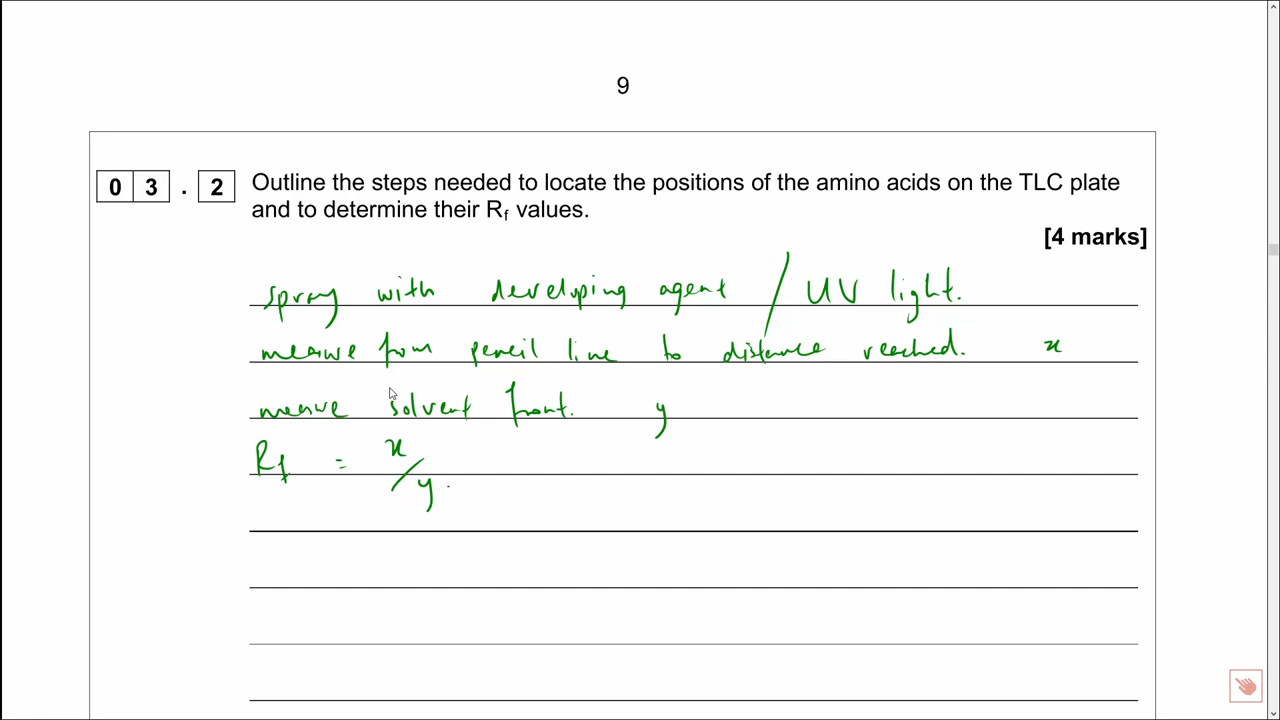 9
0 3 . 2 Outline the steps needed to locate the positions of the amino acids on the TLC plate
and to determine their Rf values.
[4 marks]
spray with developing agent / UV light.
measure from pencil line to distance reached. x
measure solvent front. y
Rf = x/y.